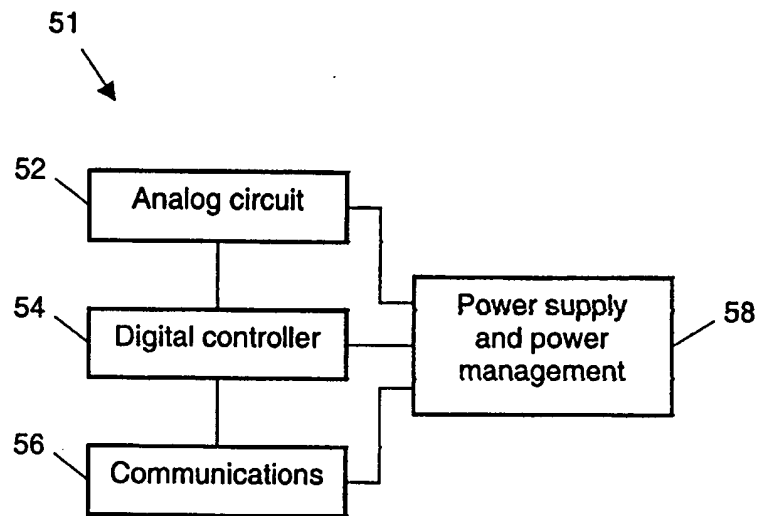 51
52
Analog circuit
54
Digital controller
56
Communications
Power supply
and power
management
58